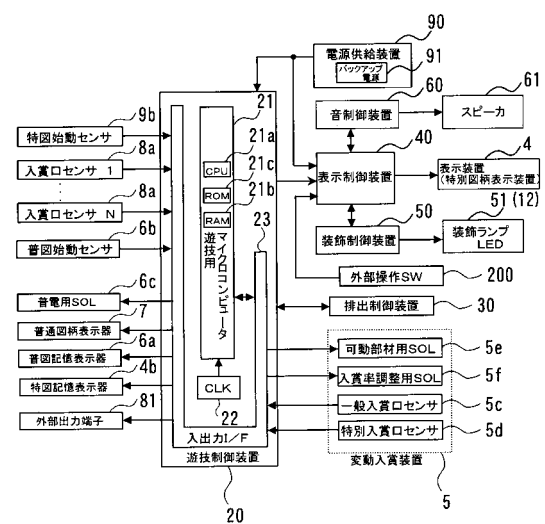 90
電源供給装置
91
バックアップ
電源
60
61
音制御装置
スピーカ
9b
特図始動センサ
8a
入賞口センサ 1
8a
入賞口センサ N
6b
普図始動センサ
21
21a
CPU
21c
ROM
21b
RAM
23
遊技用
マイクロコンピュータ
40
表示制御装置
4
表示装置
(特別図柄表示装置)
50
装飾制御装置
51 (12)
装飾ランプ
LED
外部操作SW
200
排出制御装置
30
6c
普電用SOL
7
普通図柄表示器
6a
普図記憶表示器
4b
特図記憶表示器
81
外部出力端子
CLK
22
入出力I/F
遊技制御装置
20
可動部材用SOL
5e
入賞率調整用SOL
5f
一般入賞口センサ
5c
特別入賞口センサ
5d
変動入賞装置
5